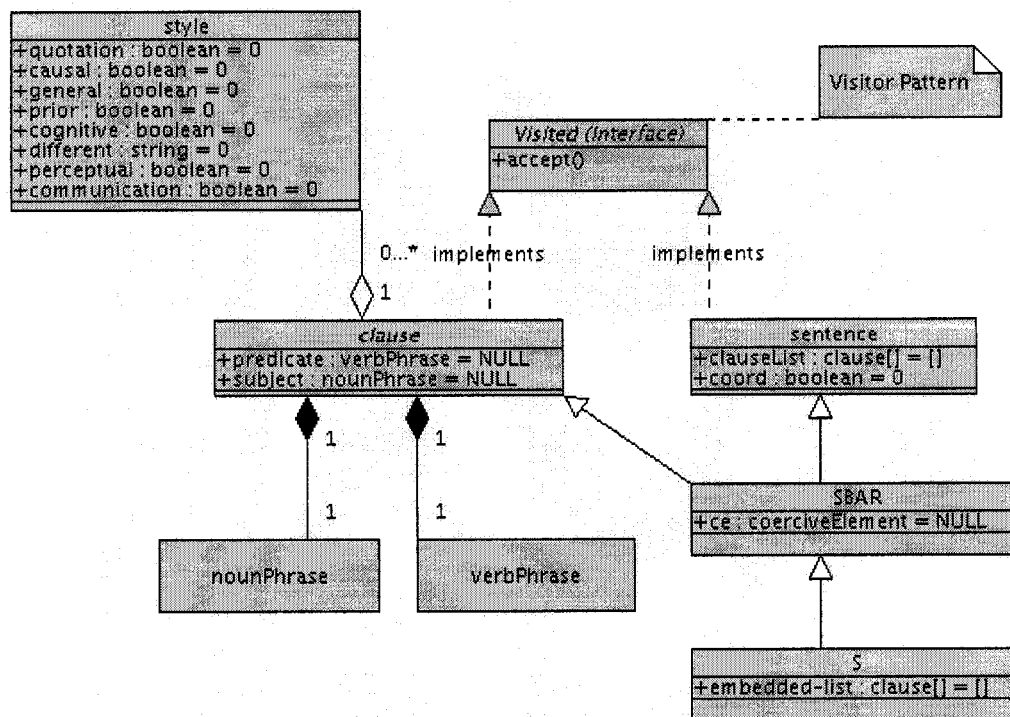 style
+quotation : boolean = 0
+causal : boolean = 0
+general : boolean = 0
+prior : boolean = 0
+cognitive : boolean = 0
+different : string = 0
+perceptual : boolean = 0
+communication : boolean = 0
Visitor Pattern
Visited (Interface)
+accept()
0...* implements
implements
1
clause
+predicate : verbPhrase = NULL
+subject : nounPhrase = NULL
sentence
+clauseList : clause[] = []
+coord : boolean = 0
1
1
SBAR
+ce : coerciveElement = NULL
1
1
nounPhrase
verbPhrase
S
+embedded-list : clause[] = []